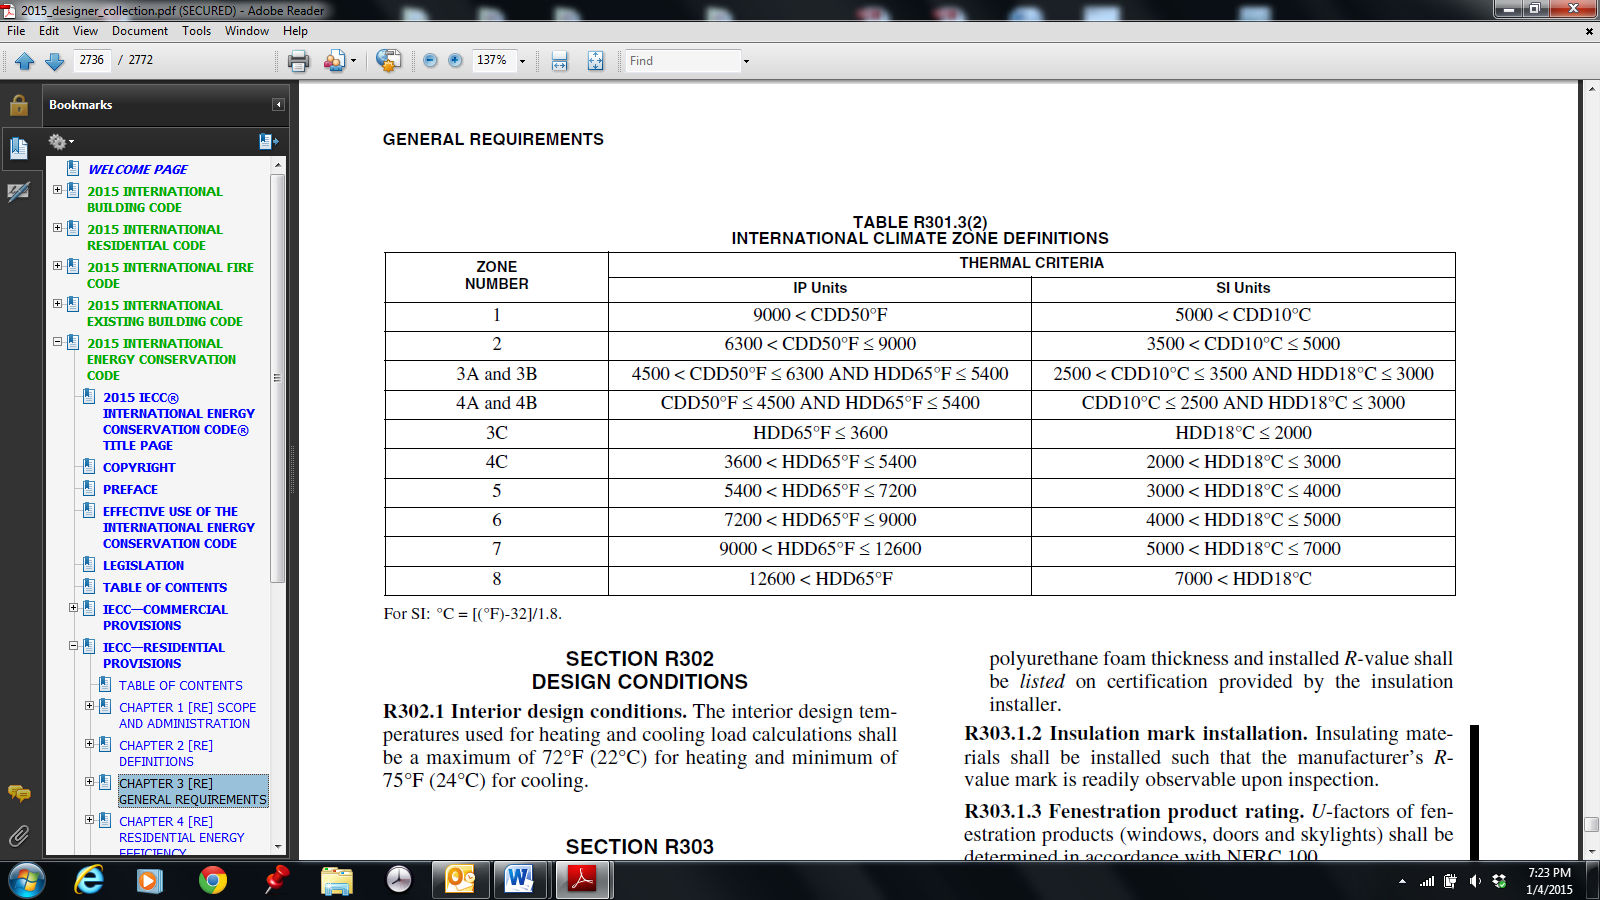 2015_designer_collection.pdf (SECURED) - Adobe Reader
File Edit View Document Tools Window Help
2736 / 2772 137% Find
Bookmarks
WELCOME PAGE
2015 INTERNATIONAL
BUILDING CODE
2015 INTERNATIONAL
RESIDENTIAL CODE
2015 INTERNATIONAL FIRE
CODE
2015 INTERNATIONAL
EXISTING BUILDING CODE
2015 INTERNATIONAL
ENERGY CONSERVATION
CODE
2015 IECC®
INTERNATIONAL ENERGY
CONSERVATION CODE®
TITLE PAGE
COPYRIGHT
PREFACE
EFFECTIVE USE OF THE
INTERNATIONAL ENERGY
CONSERVATION CODE
LEGISLATION
TABLE OF CONTENTS
IECC—COMMERCIAL
PROVISIONS
IECC—RESIDENTIAL
PROVISIONS
TABLE OF CONTENTS
CHAPTER 1 [RE] SCOPE
AND ADMINISTRATION
CHAPTER 2 [RE]
DEFINITIONS
CHAPTER 3 [RE]
GENERAL REQUIREMENTS
CHAPTER 4 [RE]
RESIDENTIAL ENERGY
EFFICIENCY
GENERAL REQUIREMENTS
TABLE R301.3(2)
INTERNATIONAL CLIMATE ZONE DEFINITIONS
ZONE
NUMBER
THERMAL CRITERIA
IP Units SI Units
1 9000 < CDD50°F 5000 < CDD10°C
2 6300 < CDD50°F ≤ 9000 3500 < CDD10°C ≤ 5000
3A and 3B 4500 < CDD50°F ≤ 6300 AND HDD65°F ≤ 5400 2500 < CDD10°C ≤ 3500 AND HDD18°C ≤ 3000
4A and 4B CDD50°F ≤ 4500 AND HDD65°F ≤ 5400 CDD10°C ≤ 2500 AND HDD18°C ≤ 3000
3C HDD65°F ≤ 3600 HDD18°C ≤ 2000
4C 3600 < HDD65°F ≤ 5400 2000 < HDD18°C ≤ 3000
5 5400 < HDD65°F ≤ 7200 3000 < HDD18°C ≤ 4000
6 7200 < HDD65°F ≤ 9000 4000 < HDD18°C ≤ 5000
7 9000 < HDD65°F ≤ 12600 5000 < HDD18°C ≤ 7000
8 12600 < HDD65°F 7000 < HDD18°C
For SI: °C = [(°F)-32]/1.8.
SECTION R302
DESIGN CONDITIONS
R302.1 Interior design conditions. The interior design tem-
peratures used for heating and cooling load calculations shall
be a maximum of 72°F (22°C) for heating and minimum of
75°F (24°C) for cooling.
SECTION R303
polyurethane foam thickness and installed R-value shall
be listed on certification provided by the insulation
installer.
R303.1.2 Insulation mark installation. Insulating mate-
rials shall be installed such that the manufacturer's R-
value mark is readily observable upon inspection.
R303.1.3 Fenestration product rating. U-factors of fen-
estration products (windows, doors and skylights) shall be
determined in accordance with NFRC 100.
7:23 PM
1/4/2015